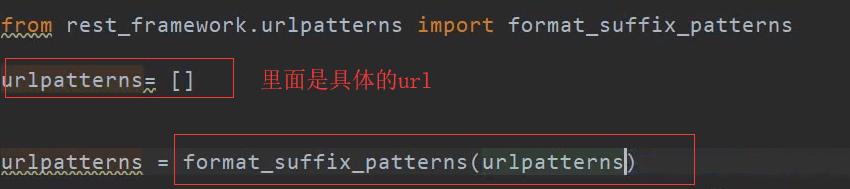 from rest_framework.urlpatterns import format_suffix_patterns
urlpatterns= [] 里面是具体的url
urlpatterns = format_suffix_patterns(urlpatterns)